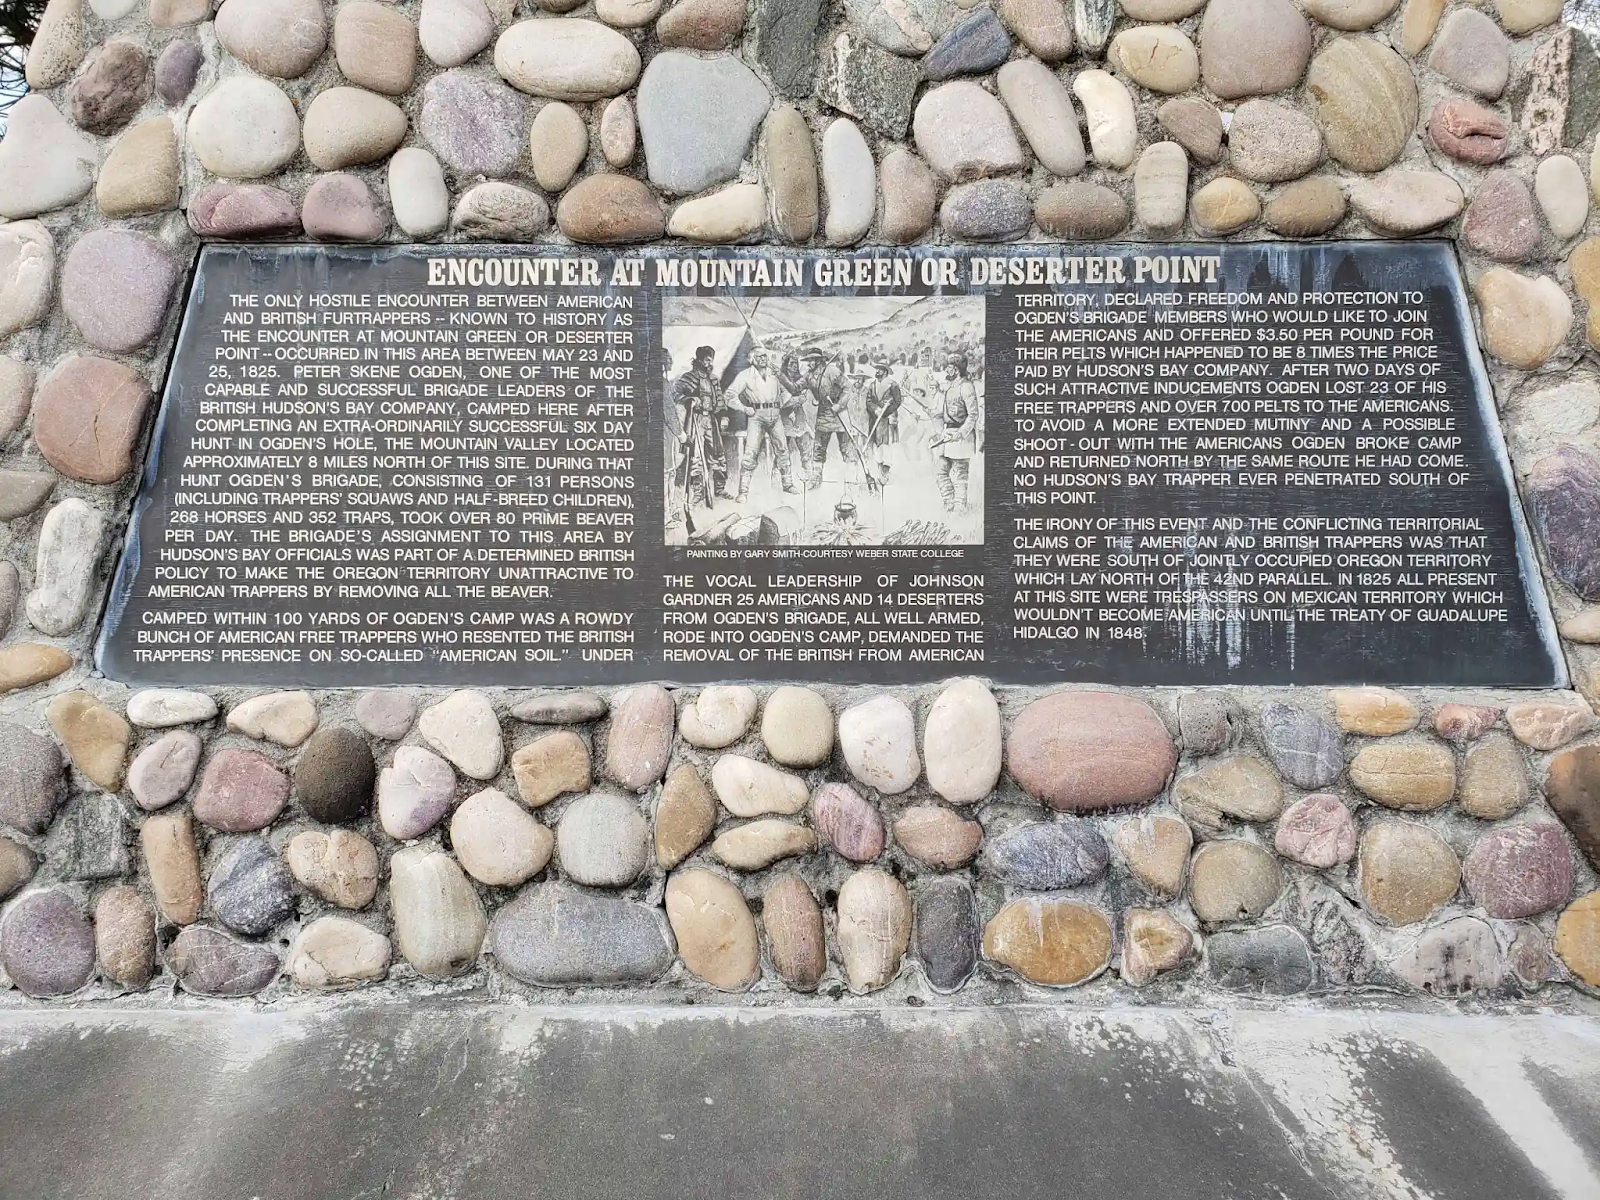 ENCOUNTER AT MOUNTAIN GREEN OR DESERTER POINT
THE ONLY HOSTILE ENCOUNTER BETWEEN AMERICAN
AND BRITISH FURTRAPPERS -- KNOWN TO HISTORY AS
THE ENCOUNTER AT MOUNTAIN GREEN OR DESERTER
POINT -- OCCURRED IN THIS AREA BETWEEN MAY 23 AND
25, 1825. PETER SKENE OGDEN, ONE OF THE MOST
CAPABLE AND SUCCESSFUL BRIGADE LEADERS OF THE
BRITISH HUDSON'S BAY COMPANY, CAMPED HERE AFTER
COMPLETING AN EXTRA-ORDINARILY SUCCESSFUL SIX DAY
HUNT IN OGDEN'S HOLE, THE MOUNTAIN VALLEY LOCATED
APPROXIMATELY 8 MILES NORTH OF THIS SITE. DURING THAT
HUNT OGDEN'S BRIGADE, CONSISTING OF 131 PERSONS
(INCLUDING TRAPPERS' SQUAWS AND HALF-BREED CHILDREN),
268 HORSES AND 352 TRAPS, TOOK OVER 80 PRIME BEAVER
PER DAY. THE BRIGADE'S ASSIGNMENT TO THIS AREA BY
HUDSON'S BAY OFFICIALS WAS PART OF A DETERMINED BRITISH
POLICY TO MAKE THE OREGON TERRITORY UNATTRACTIVE TO
AMERICAN TRAPPERS BY REMOVING ALL THE BEAVER.
CAMPED WITHIN 100 YARDS OF OGDEN'S CAMP WAS A ROWDY
BUNCH OF AMERICAN FREE TRAPPERS WHO RESENTED THE BRITISH
TRAPPERS' PRESENCE ON SO-CALLED "AMERICAN SOIL." UNDER
PAINTING BY GARY SMITH-COURTESY WEBER STATE COLLEGE
THE VOCAL LEADERSHIP OF JOHNSON
GARDNER 25 AMERICANS AND 14 DESERTERS
FROM OGDEN'S BRIGADE, ALL WELL ARMED,
RODE INTO OGDEN'S CAMP, DEMANDED THE
REMOVAL OF THE BRITISH FROM AMERICAN
TERRITORY, DECLARED FREEDOM AND PROTECTION TO
OGDEN'S BRIGADE MEMBERS WHO WOULD LIKE TO JOIN
THE AMERICANS AND OFFERED $3.50 PER POUND FOR
THEIR PELTS WHICH HAPPENED TO BE 8 TIMES THE PRICE
PAID BY HUDSON'S BAY COMPANY. AFTER TWO DAYS OF
SUCH ATTRACTIVE INDUCEMENTS OGDEN LOST 23 OF HIS
FREE TRAPPERS AND OVER 700 PELTS TO THE AMERICANS.
TO AVOID A MORE EXTENDED MUTINY AND A POSSIBLE
SHOOT-OUT WITH THE AMERICANS OGDEN BROKE CAMP
AND RETURNED NORTH BY THE SAME ROUTE HE HAD COME.
NO HUDSON'S BAY TRAPPER EVER PENETRATED SOUTH OF
THIS POINT.
THE IRONY OF THIS EVENT AND THE CONFLICTING TERRITORIAL
CLAIMS OF THE AMERICAN AND BRITISH TRAPPERS WAS THAT
THEY WERE SOUTH OF JOINTLY OCCUPIED OREGON TERRITORY
WHICH LAY NORTH OF THE 42ND PARALLEL. IN 1825 ALL PRESENT
AT THIS SITE WERE TRESPASSERS ON MEXICAN TERRITORY WHICH
WOULDN'T BECOME AMERICAN UNTIL THE TREATY OF GUADALUPE
HIDALGO IN 1848.